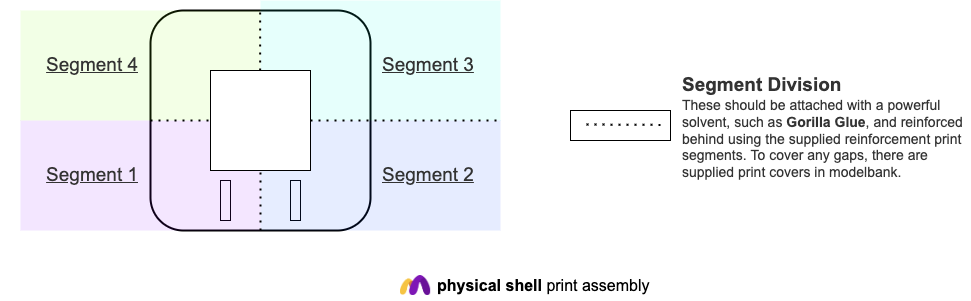 Segment 4
Segment 3
Segment 1
Segment 2
Segment Division
These should be attached with a powerful
solvent, such as Gorilla Glue, and reinforced
behind using the supplied reinforcement print
segments. To cover any gaps, there are
supplied print covers in modelbank.
physical shell print assembly